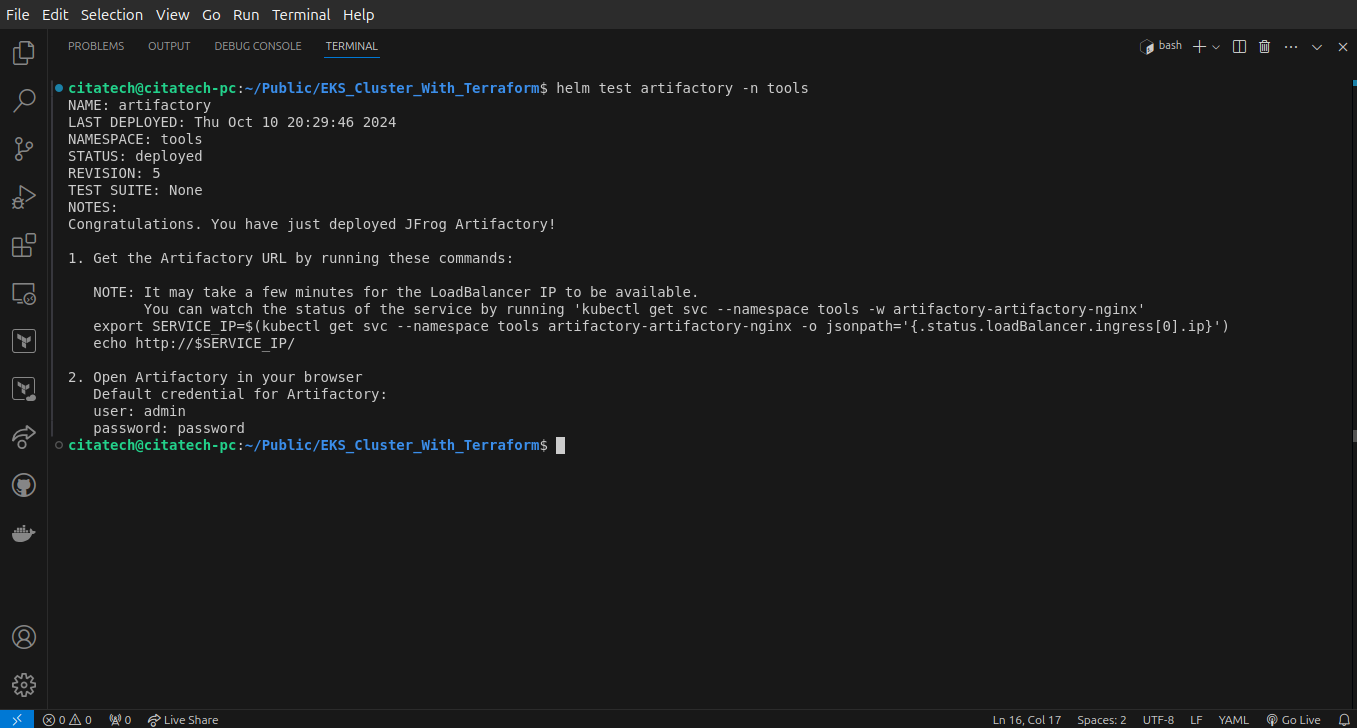 File Edit Selection View Go Run Terminal Help
PROBLEMS OUTPUT DEBUG CONSOLE TERMINAL bash
citatech@citatech-pc:~/Public/EKS_Cluster_With_Terraform$ helm test artifactory -n tools
NAME: artifactory
LAST DEPLOYED: Thu Oct 10 20:29:46 2024
NAMESPACE: tools
STATUS: deployed
REVISION: 5
TEST SUITE: None
NOTES:
Congratulations. You have just deployed JFrog Artifactory!
1. Get the Artifactory URL by running these commands:
NOTE: It may take a few minutes for the LoadBalancer IP to be available.
You can watch the status of the service by running 'kubectl get svc --namespace tools -w artifactory-artifactory-nginx'
export SERVICE_IP=$(kubectl get svc --namespace tools artifactory-artifactory-nginx -o jsonpath='{.status.loadBalancer.ingress[0].ip}')
echo http://$SERVICE_IP/
2. Open Artifactory in your browser
Default credential for Artifactory:
user: admin
password: password
citatech@citatech-pc:~/Public/EKS_Cluster_With_Terraform$
0 0 0 Live Share Ln 16, Col 17 Spaces: 2 UTF-8 LF YAML Go Live